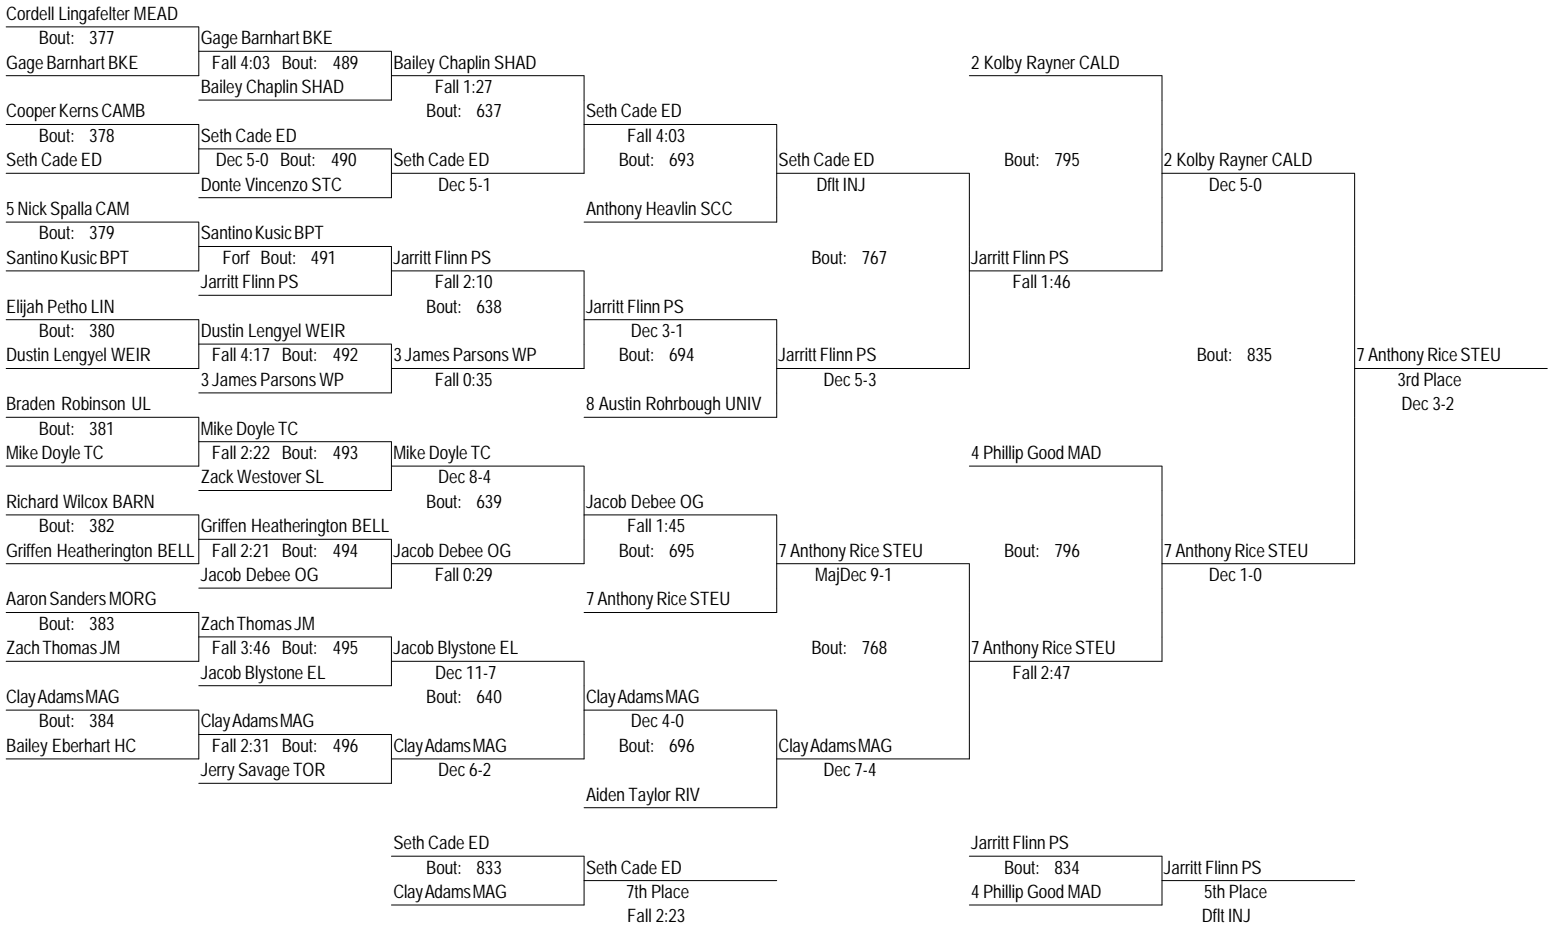 Cordell Lingafelter MEAD
Bout: 377
Gage Barnhart BKE
Gage Barnhart BKE
Fall 4:03 Bout: 489
Bailey Chaplin SHAD
Bailey Chaplin SHAD
Fall 1:27
Bout: 637
Cooper Kerns CAMB
Bout: 378
Seth Cade ED
Seth Cade ED
Dec 5-0 Bout: 490
Donte Vincenzo STC
Seth Cade ED
Dec 5-1
Seth Cade ED
Fall 4:03
Bout: 693
Anthony Heavlin SCC
Seth Cade ED
Dflt INJ
Bout: 767
5 Nick Spalla CAM
Bout: 379
Santino Kusic BPT
Santino Kusic BPT
Forf Bout: 491
Jarritt Flinn PS
Jarritt Flinn PS
Fall 2:10
Bout: 638
Elijah Petho LIN
Bout: 380
Dustin Lengyel WEIR
Dustin Lengyel WEIR
Fall 4:17 Bout: 492
3 James Parsons WP
3 James Parsons WP
Fall 0:35
Jarritt Flinn PS
Dec 3-1
Bout: 694
8 Austin Rohrbough UNIV
Jarritt Flinn PS
Dec 5-3
2 Kolby Rayner CALD
Bout: 795
Jarritt Flinn PS
Fall 1:46
2 Kolby Rayner CALD
Dec 5-0
Bout: 835
7 Anthony Rice STEU
3rd Place
Dec 3-2
Braden Robinson UL
Bout: 381
Mike Doyle TC
Mike Doyle TC
Fall 2:22 Bout: 493
Zack Westover SL
Mike Doyle TC
Dec 8-4
Bout: 639
Richard Wilcox BARN
Bout: 382
Griffen Heatherington BELL
Griffen Heatherington BELL
Fall 2:21 Bout: 494
Jacob Debee OG
Jacob Debee OG
Fall 0:29
Jacob Debee OG
Fall 1:45
Bout: 695
7 Anthony Rice STEU
7 Anthony Rice STEU
MajDec 9-1
Bout: 768
Aaron Sanders MORG
Bout: 383
Zach Thomas JM
Zach Thomas JM
Fall 3:46 Bout: 495
Jacob Blystone EL
Jacob Blystone EL
Dec 11-7
Bout: 640
Clay Adams MAG
Bout: 384
Bailey Eberhart HC
Clay Adams MAG
Fall 2:31 Bout: 496
Jerry Savage TOR
Clay Adams MAG
Dec 6-2
Clay Adams MAG
Dec 4-0
Bout: 696
Aiden Taylor RIV
Clay Adams MAG
Dec 7-4
4 Phillip Good MAD
Bout: 796
7 Anthony Rice STEU
Fall 2:47
7 Anthony Rice STEU
Dec 1-0
Seth Cade ED
Bout: 833
Clay Adams MAG
Seth Cade ED
7th Place
Fall 2:23
Jarritt Flinn PS
Bout: 834
4 Phillip Good MAD
Jarritt Flinn PS
5th Place
Dflt INJ